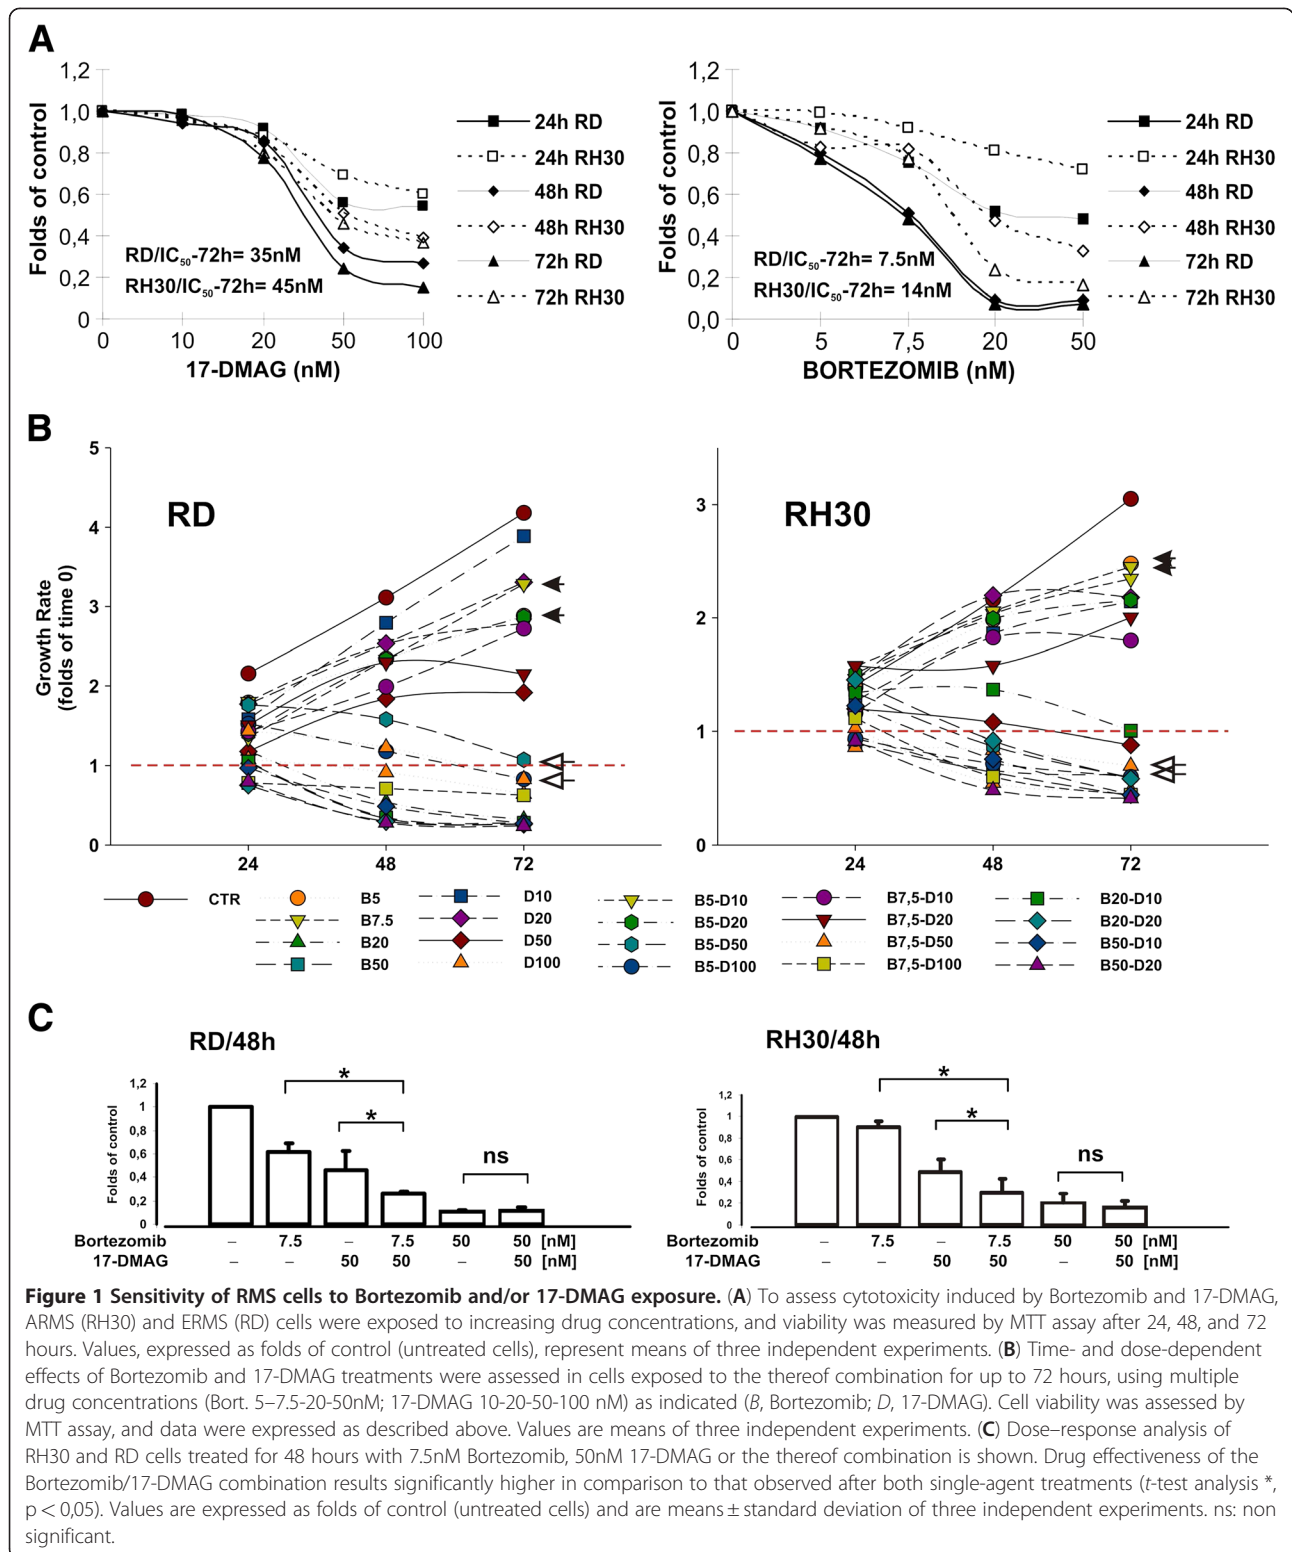 A
1,2
1,0
0,8
0,6
0,4
0,2
0
Folds of control
RD/IC50-72h= 35nM
RH30/IC50-72h= 45nM
0 10 20 50 100
17-DMAG (nM)
24h RD
24h RH30
48h RD
48h RH30
72h RD
72h RH30
1,2
1,0
0,8
0,6
0,4
0,2
0,0
Folds of control
RD/IC50-72h= 7.5nM
RH30/IC50-72h= 14nM
0 5 7,5 20 50
BORTEZOMIB (nM)
24h RD
24h RH30
48h RD
48h RH30
72h RD
72h RH30
B
5
4
3
2
1
0
Growth Rate
(folds of time 0)
RD
24 48 72
3
2
1
0
RH30
24 48 72
CTR
B5
B7.5
B20
B50
D10
D20
D50
D100
B5-D10
B5-D20
B5-D50
B5-D100
B7,5-D10
B7,5-D20
B7,5-D50
B7,5-D100
B20-D10
B20-D20
B50-D10
B50-D20
C
RD/48h
1,2
1
0,8
0,6
0,4
0,2
0
Folds of control
*
*
ns
Bortezomib – 7.5 – 7.5 50 50 [nM]
17-DMAG – – 50 50 – 50 [nM]
RH30/48h
1,2
1
0,8
0,6
0,4
0,2
0
Folds of control
*
*
ns
Bortezomib – 7.5 – 7.5 50 50 [nM]
17-DMAG – – 50 50 – 50 [nM]
Figure 1 Sensitivity of RMS cells to Bortezomib and/or 17-DMAG exposure. (A) To assess cytotoxicity induced by Bortezomib and 17-DMAG,
ARMS (RH30) and ERMS (RD) cells were exposed to increasing drug concentrations, and viability was measured by MTT assay after 24, 48, and 72
hours. Values, expressed as folds of control (untreated cells), represent means of three independent experiments. (B) Time- and dose-dependent
effects of Bortezomib and 17-DMAG treatments were assessed in cells exposed to the thereof combination for up to 72 hours, using multiple
drug concentrations (Bort. 5–7.5-20-50nM; 17-DMAG 10-20-50-100 nM) as indicated (B, Bortezomib; D, 17-DMAG). Cell viability was assessed by
MTT assay, and data were expressed as described above. Values are means of three independent experiments. (C) Dose–response analysis of
RH30 and RD cells treated for 48 hours with 7.5nM Bortezomib, 50nM 17-DMAG or the thereof combination is shown. Drug effectiveness of the
Bortezomib/17-DMAG combination results significantly higher in comparison to that observed after both single-agent treatments (t-test analysis *,
p < 0,05). Values are expressed as folds of control (untreated cells) and are means ± standard deviation of three independent experiments. ns: non
significant.